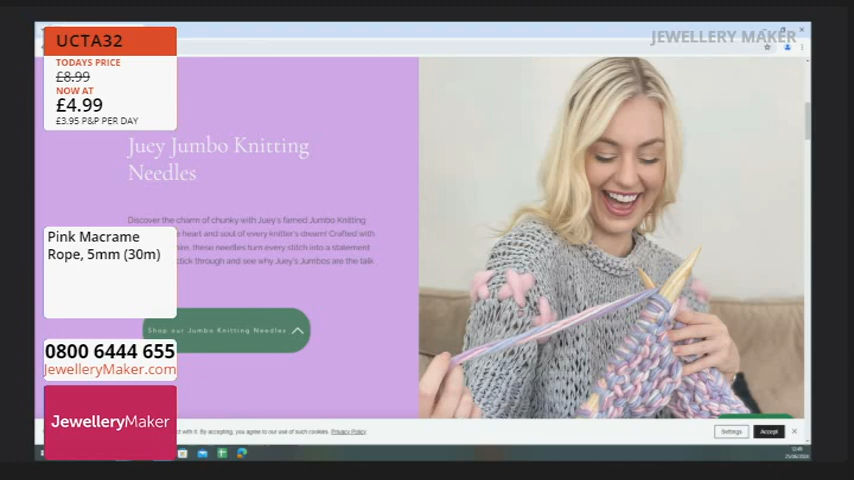 UCTA32
TODAYS PRICE
£8.99
NOW AT
£4.99
£3.95 P&P PER DAY
JEWELLERY MAKER
Juey Jumbo Knitting
Needles
Discover the charm of chunky with Juey's famed Jumbo Knitting
heart and soul of every knitter's dream! Crafted with
these needles turn every stitch into a statement
stick through and see why Juey's Jumbos are the talk
Pink Macrame
Rope, 5mm (30m)
Shop our Jumbo Knitting Needles
0800 6444 655
JewelleryMaker.com
JewelleryMaker
with it. By accepting, you agree to our use of such cookies. Privacy Policy
Settings
Accept